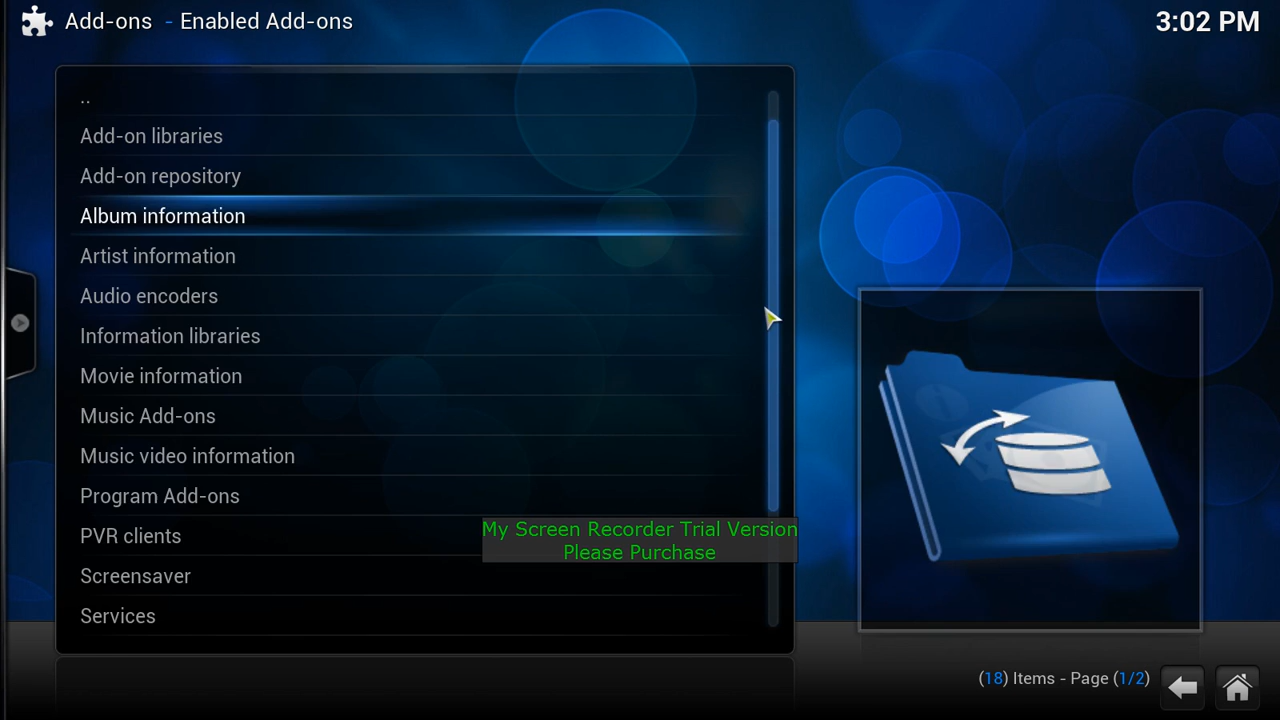 Add-ons - Enabled Add-ons
3:02 PM
..
Add-on libraries
Add-on repository
Album information
Artist information
Audio encoders
Information libraries
Movie information
Music Add-ons
Music video information
Program Add-ons
PVR clients
Screensaver
Services
My Screen Recorder Trial Version
Please Purchase
(18) Items - Page (1/2)